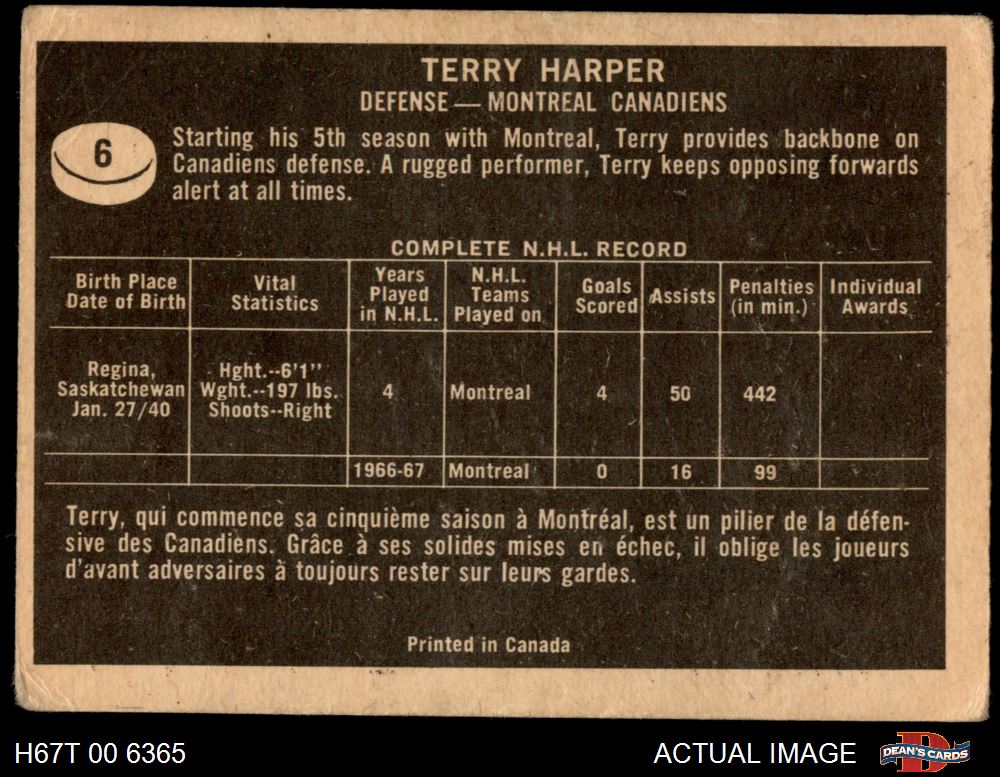 TERRY HARPER
DEFENSE — MONTREAL CANADIENS
6
Starting his 5th season with Montreal, Terry provides backbone on
Canadiens defense. A rugged performer, Terry keeps opposing forwards
alert at all times.
COMPLETE N.H.L. RECORD
Birth Place
Date of Birth
Vital
Statistics
Years
Played
in N.H.L.
N.H.L.
Teams
Played on
Goals
Scored
Assists
Penalties
(in min.)
Individual
Awards
Regina,
Saskatchewan
Jan. 27/40
Hght.--6'1''
Wght.--197 lbs.
Shoots--Right
4
Montreal
4
50
442
1966-67
Montreal
0
16
99
Terry, qui commence sa cinquième saison à Montréal, est un pilier de la défen-
sive des Canadiens. Grâce à ses solides mises en échec, il oblige les joueurs
d'avant adversaires à toujours rester sur leurs gardes.
Printed in Canada
H67T 00 6365
ACTUAL IMAGE
D
DEAN'S CARDS